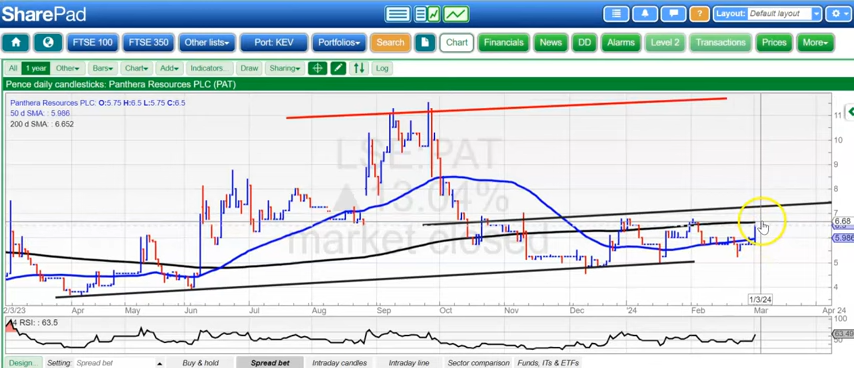 SharePad
Layout: Default layout
FTSE 100 FTSE 350 Other lists Port: KEV Portfolios Search Chart Financials News DD Alarms Level 2 Transactions Prices More
All 1 year Other Bars Chart Add Indicators... Draw Sharing Log
Pence daily candlesticks: Panthera Resources PLC (PAT)
Panthera Resources PLC: O:5.75 H:6.5 L:5.75 C:6.5
50 d SMA: : 5.986
200 d SMA: : 6.652
LSE:PAT
13.04%
market closed
11
10
9
8
7
6.68
5.986
5
4
1/3/24
2/3/23 Apr May Jun Jul Aug Sep Oct Nov Dec '24 Feb Mar Apr 24
RSI: : 63.5
100
0
Design... Setting Spread bet Buy & hold Spread bet Intraday candles Intraday line Sector comparison Funds, ITs & ETFs